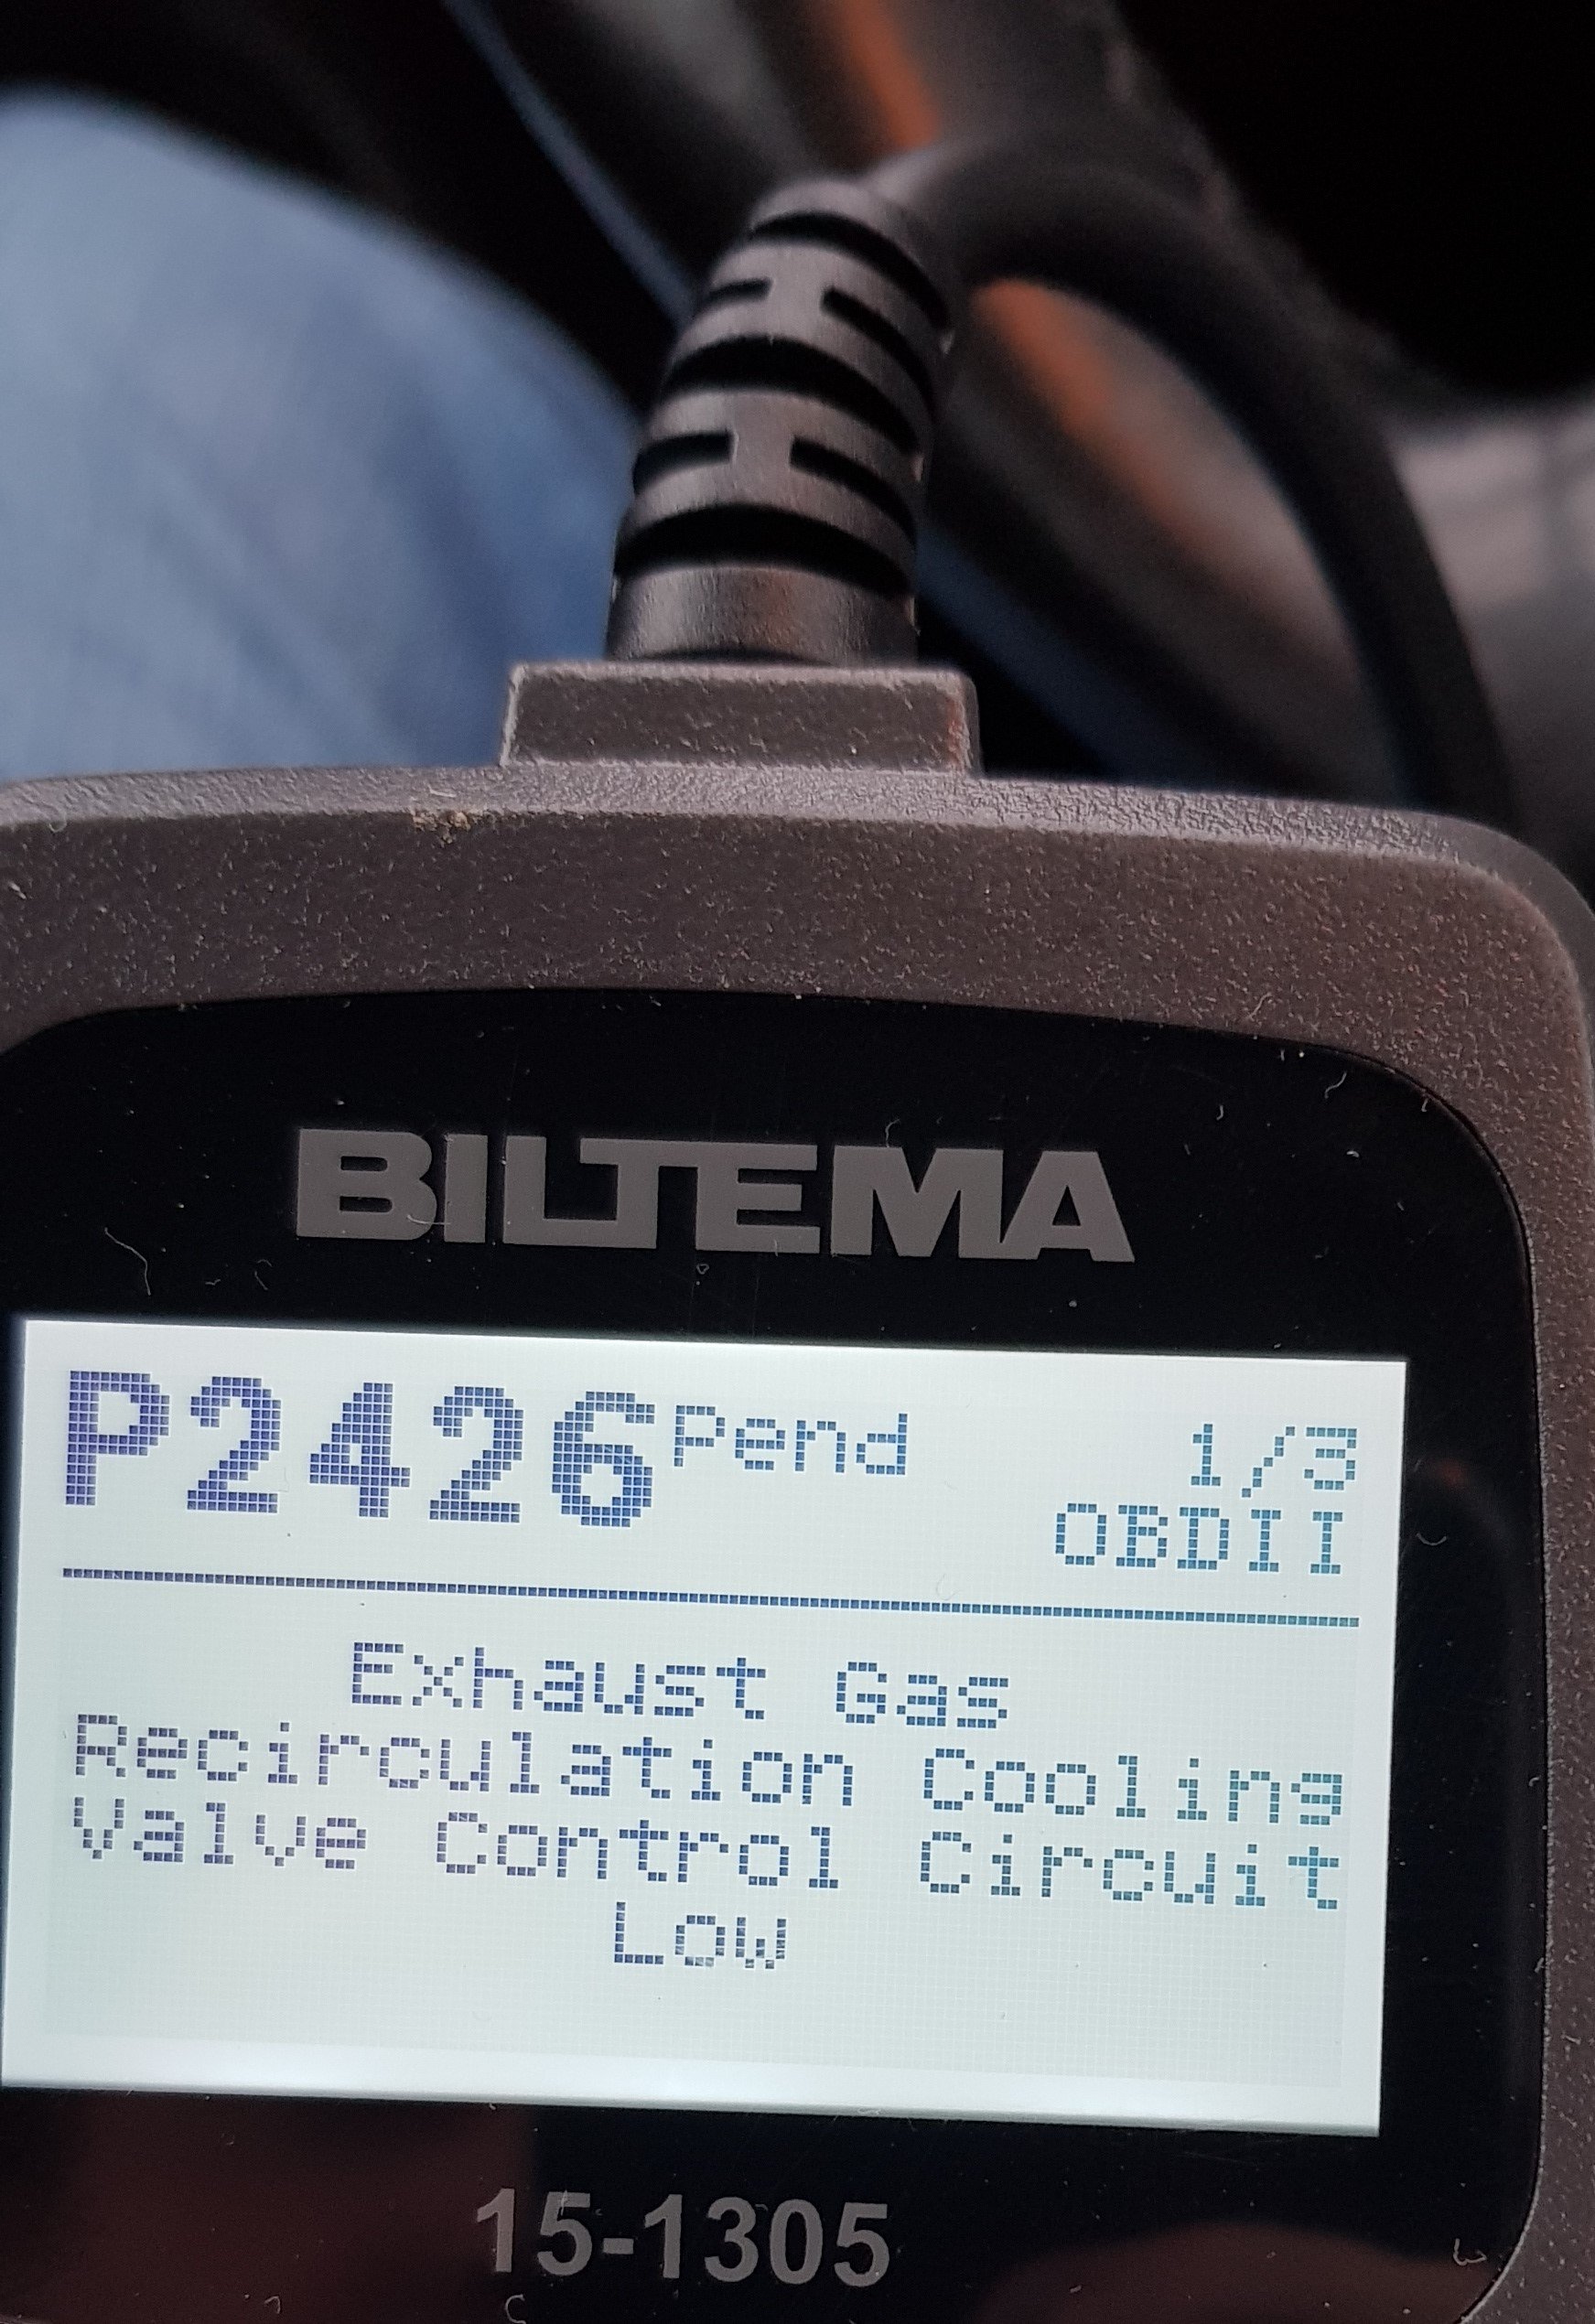 BILTEMA
P2426 Pend 1/3
OBDII
Exhaust Gas
Recirculation Cooling
Valve Control Circuit
Low
15-1305